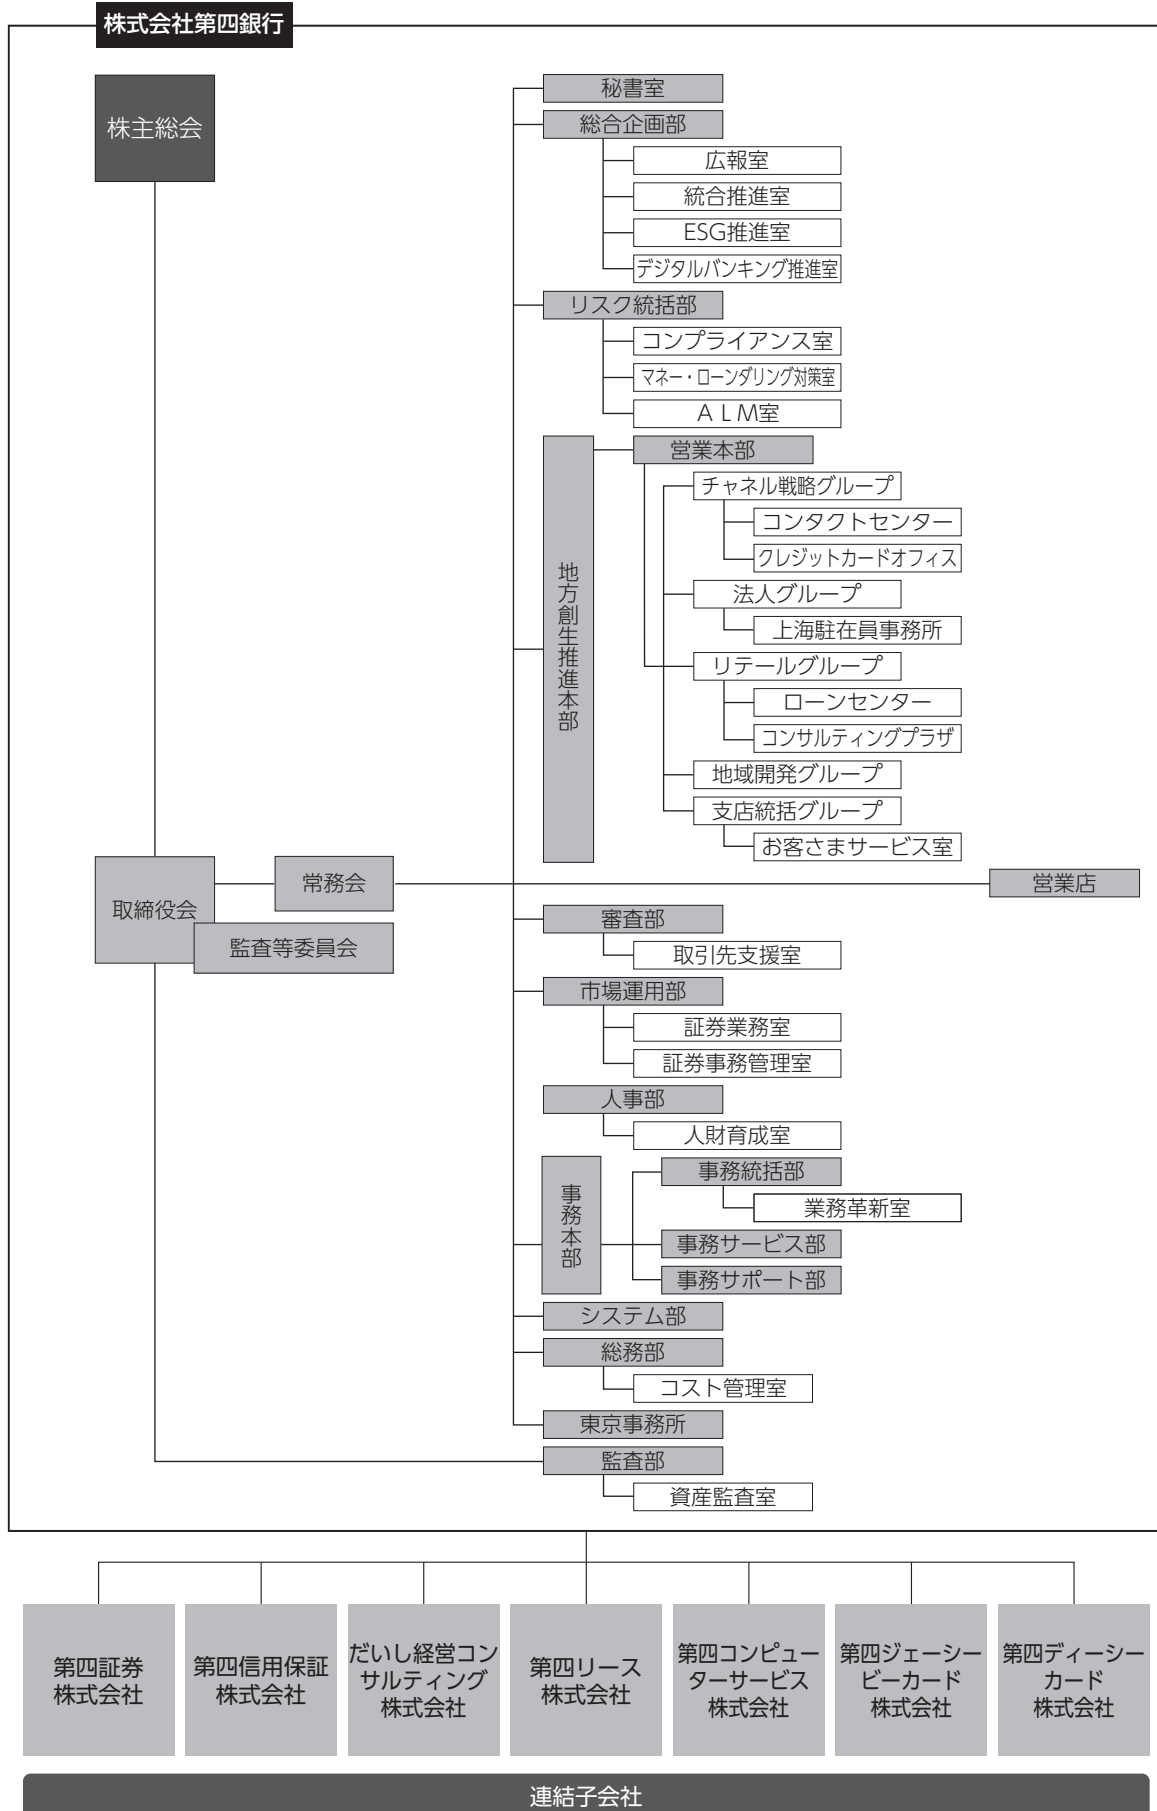 株式会社第四銀行
株主総会
秘書室
総合企画部
広報室
統合推進室
ESG推進室
デジタルバンキング推進室
リスク統括部
コンプライアンス室
マネー・ローンダリング対策室
ＡＬＭ室
地方創生推進本部
営業本部
チャネル戦略グループ
コンタクトセンター
クレジットカードオフィス
法人グループ
上海駐在員事務所
リテールグループ
ローンセンター
コンサルティングプラザ
地域開発グループ
支店統括グループ
お客さまサービス室
取締役会
常務会
監査等委員会
営業店
審査部
取引先支援室
市場運用部
証券業務室
証券事務管理室
人事部
人財育成室
事務本部
事務統括部
業務革新室
事務サービス部
事務サポート部
システム部
総務部
コスト管理室
東京事務所
監査部
資産監査室
第四証券
株式会社
第四信用保証
株式会社
だいし経営コン
サルティング
株式会社
第四リース
株式会社
第四コンピュー
ターサービス
株式会社
第四ジェーシー
ビーカード
株式会社
第四ディーシー
カード
株式会社
連結子会社